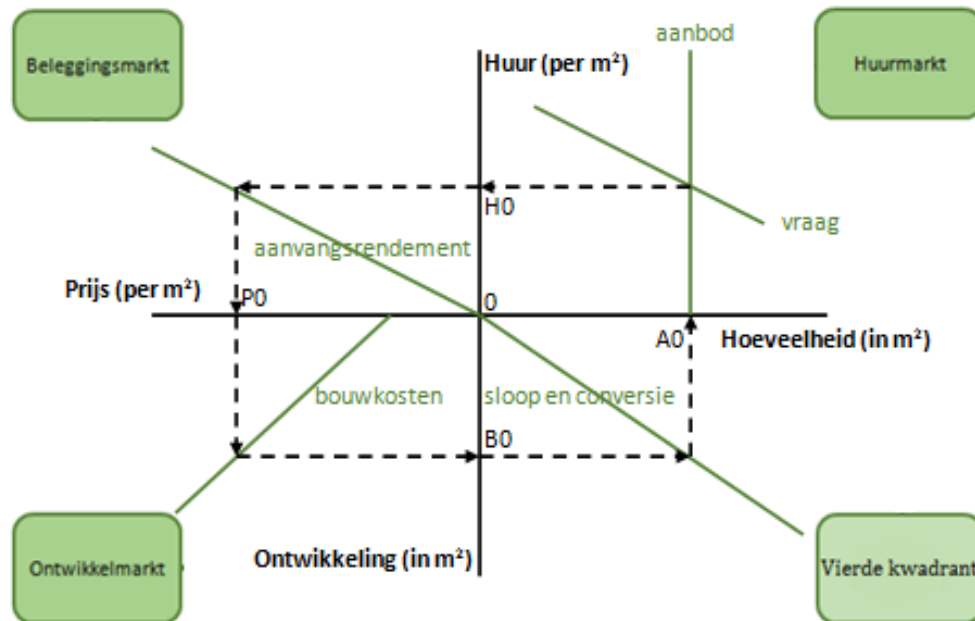 aanbod
Beleggingsmarkt
Huur (per m²)
Huurmarkt
H0
vraag
aanvangsrendement
Prijs (per m²)
P0
0
A0
Hoeveelheid (in m²)
bouwkosten
sloop en conversie
B0
Ontwikkelmarkt
Ontwikkeling (in m²)
Vierde kwadrant